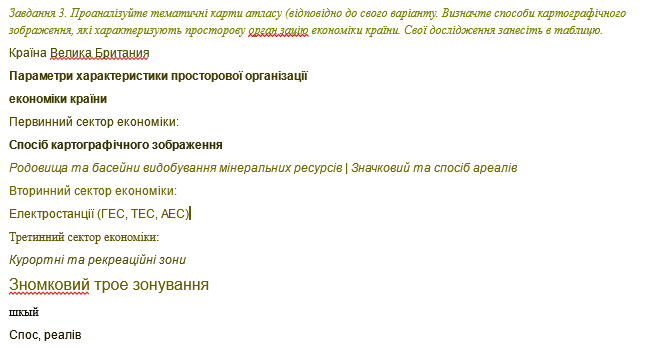 Завдання 3. Проаналізуйте тематичні карти атласу (відповідно до свого варіанту. Визначте способи картографічного
зображення, які характеризують просторову орган зацію економіки країни. Свої дослідження занесіть в таблицю.
Країна Велика Британия
Параметри характеристики просторової організації
економіки країни
Первинний сектор економіки:
Спосіб картографічного зображення
Родовища та басейни видобування мінеральних ресурсів | Значковий та спосіб ареалів
Вторинний сектор економіки:
Електростанції (ГЕС, ТЕС, АЕС)
Третинний сектор економіки:
Курортні та рекреаційні зони
Зномковий трое зонування
шкый
Спос, реалів